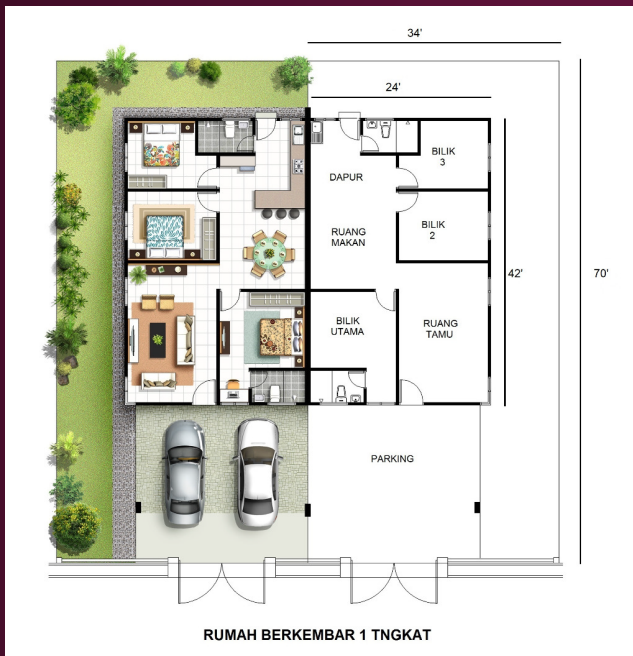 34'
24'
BILIK
3
DAPUR
BILIK
2
RUANG
MAKAN
42'
70'
BILIK
UTAMA
RUANG
TAMU
PARKING
RUMAH BERKEMBAR 1 TNGKAT